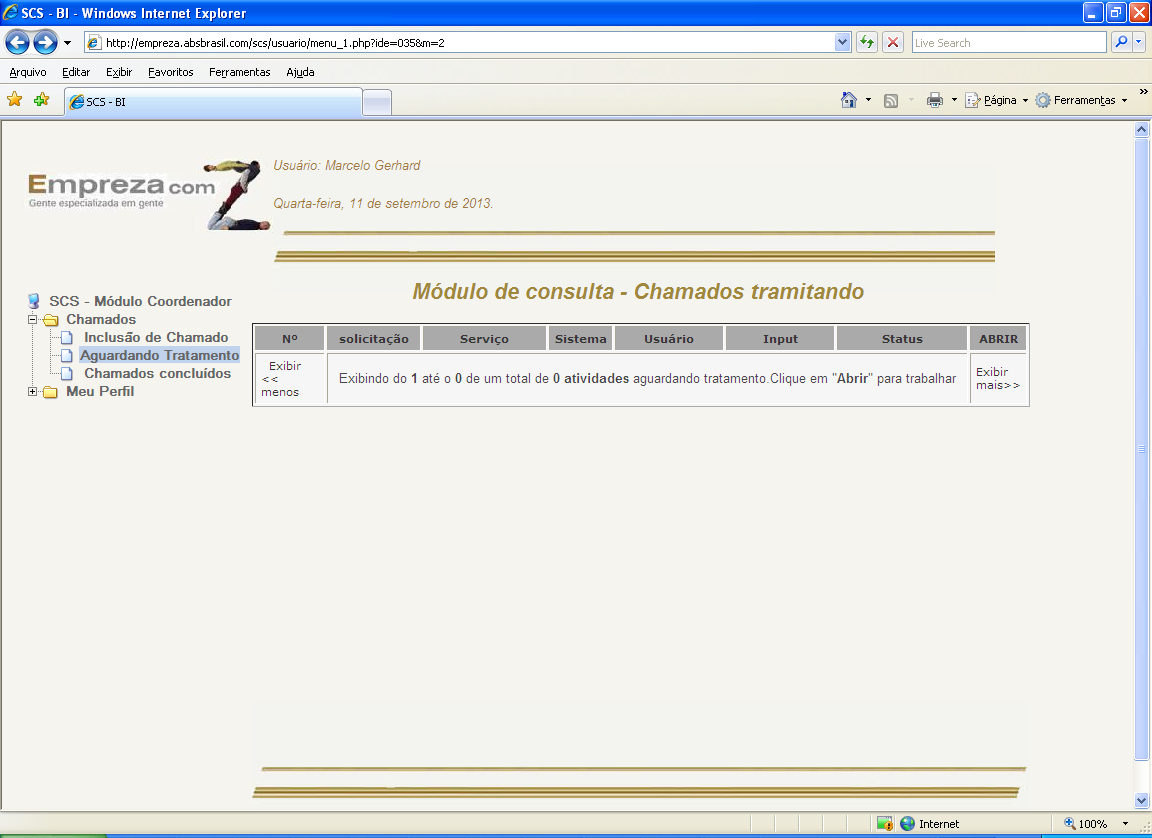 SCS - BI - Windows Internet Explorer
http://empreza.absbrasil.com/scs/usuario/menu_1.php?ide=035&m=2
Live Search
Arquivo Editar Exibir Favoritos Ferramentas Ajuda
SCS - BI
Página Ferramentas
Empreza com
Gente especializada em gente
Usuário: Marcelo Gerhard
Quarta-feira, 11 de setembro de 2013.
SCS - Módulo Coordenador
Chamados
Inclusão de Chamado
Aguardando Tratamento
Chamados concluídos
Meu Perfil
Módulo de consulta - Chamados tramitando
Nº solicitação Serviço Sistema Usuário Input Status ABRIR
Exibir
<<
menos
Exibindo do 1 até o 0 de um total de 0 atividades aguardando tratamento.Clique em "Abrir" para trabalhar
Exibir
mais>>
Internet
100%